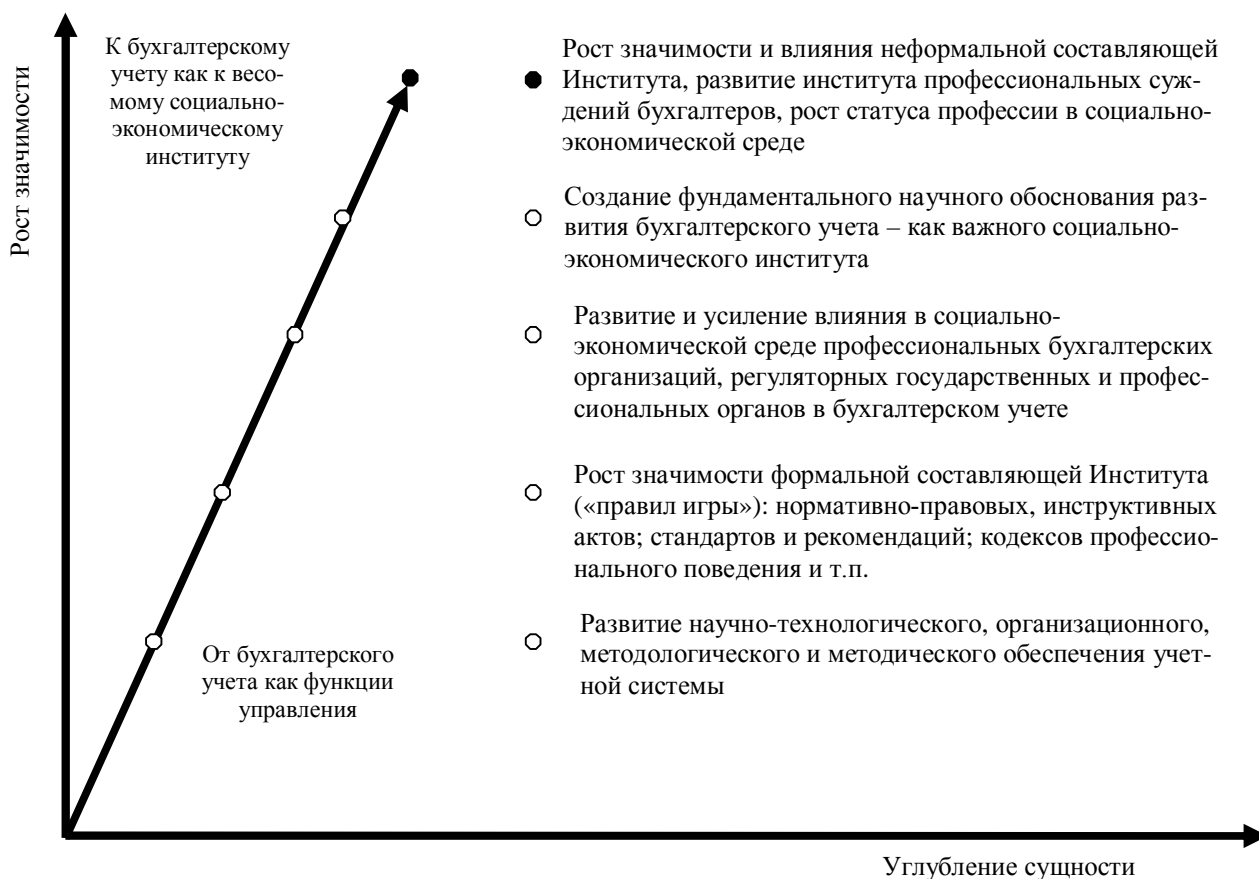 Рост значимости
К бухгалтерскому
учету как к весо-
мому социально-
экономическому
институту
Рост значимости и влияния неформальной составляющей
Института, развитие института профессиональных суж-
дений бухгалтеров, рост статуса профессии в социально-
экономической среде
Создание фундаментального научного обоснования раз-
вития бухгалтерского учета – как важного социально-
экономического института
Развитие и усиление влияния в социально-
экономической среде профессиональных бухгалтерских
организаций, регуляторных государственных и профес-
сиональных органов в бухгалтерском учете
Рост значимости формальной составляющей Института
(«правил игры»): нормативно-правовых, инструктивных
актов; стандартов и рекомендаций; кодексов профессио-
нального поведения и т.п.
Развитие научно-технологического, организационного,
методологического и методического обеспечения учет-
ной системы
От бухгалтерского
учета как функции
управления
Углубление сущности